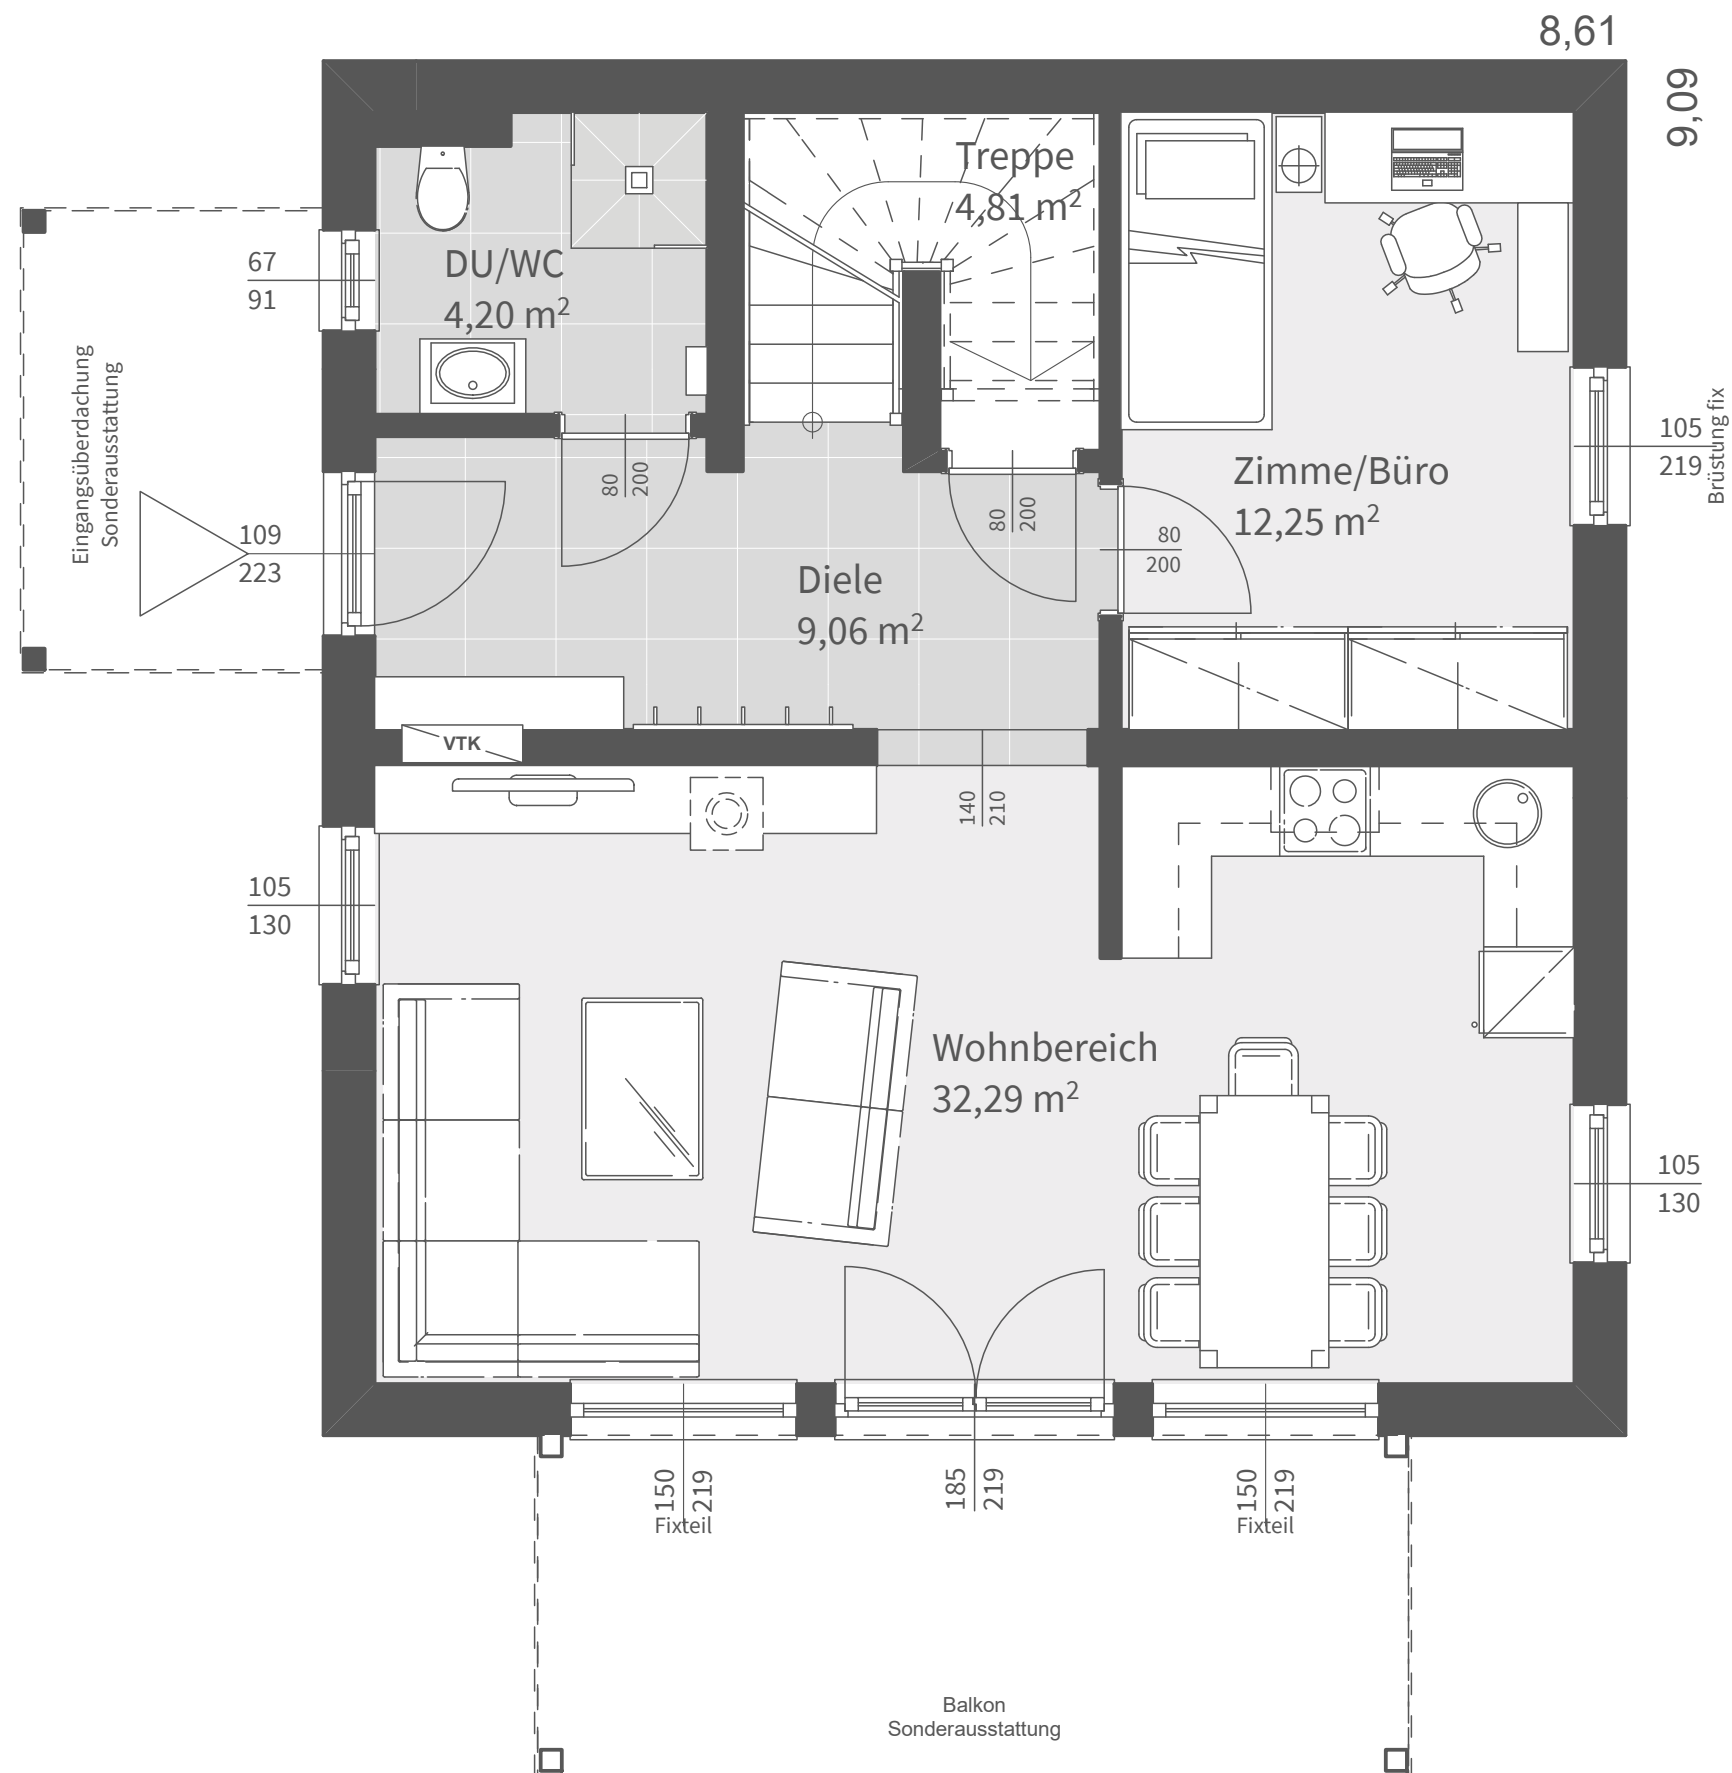 8,61
9,09
Treppe
4,81 m²
67
91
DU/WC
4,20 m²
Eingangsüberdachung
Sonderausstattung
105
219
Brüstung fix
Zimme/Büro
12,25 m²
80
200
80
200
80
200
109
223
Diele
9,06 m²
VTK
140
210
105
130
Wohnbereich
32,29 m²
105
130
150
219
Fixteil
185
219
150
219
Fixteil
Balkon
Sonderausstattung